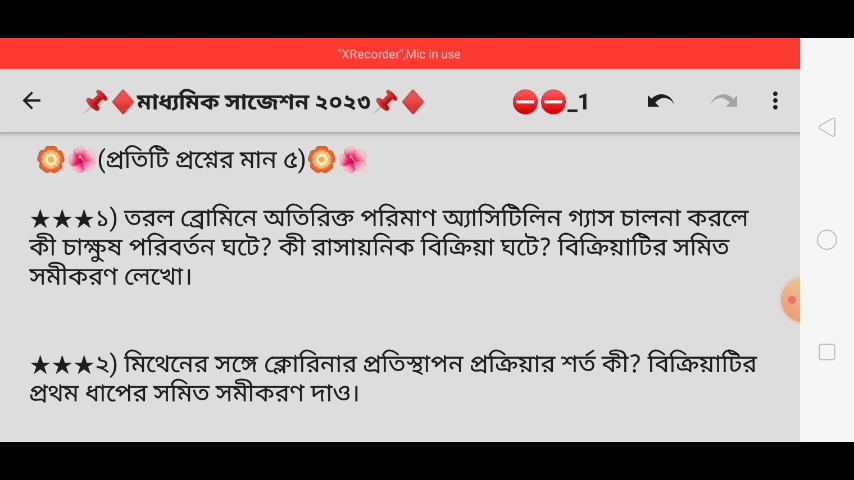 "XRecorder",Mic in use
মাধ্যমিক সাজেশন ২০২৩
_1
(প্রতিটি প্রশ্নের মান ৫)
★★★১) তরল ব্রোমিনে অতিরিক্ত পরিমাণ অ্যাসিটিলিন গ্যাস চালনা করলে
কী চাক্ষুষ পরিবর্তন ঘটে? কী রাসায়নিক বিক্রিয়া ঘটে? বিক্রিয়াটির সমিত
সমীকরণ লেখো।
★★★২) মিথেনের সঙ্গে ক্লোরিনার প্রতিস্থাপন প্রক্রিয়ার শর্ত কী? বিক্রিয়াটির
প্রথম ধাপের সমিত সমীকরণ দাও।